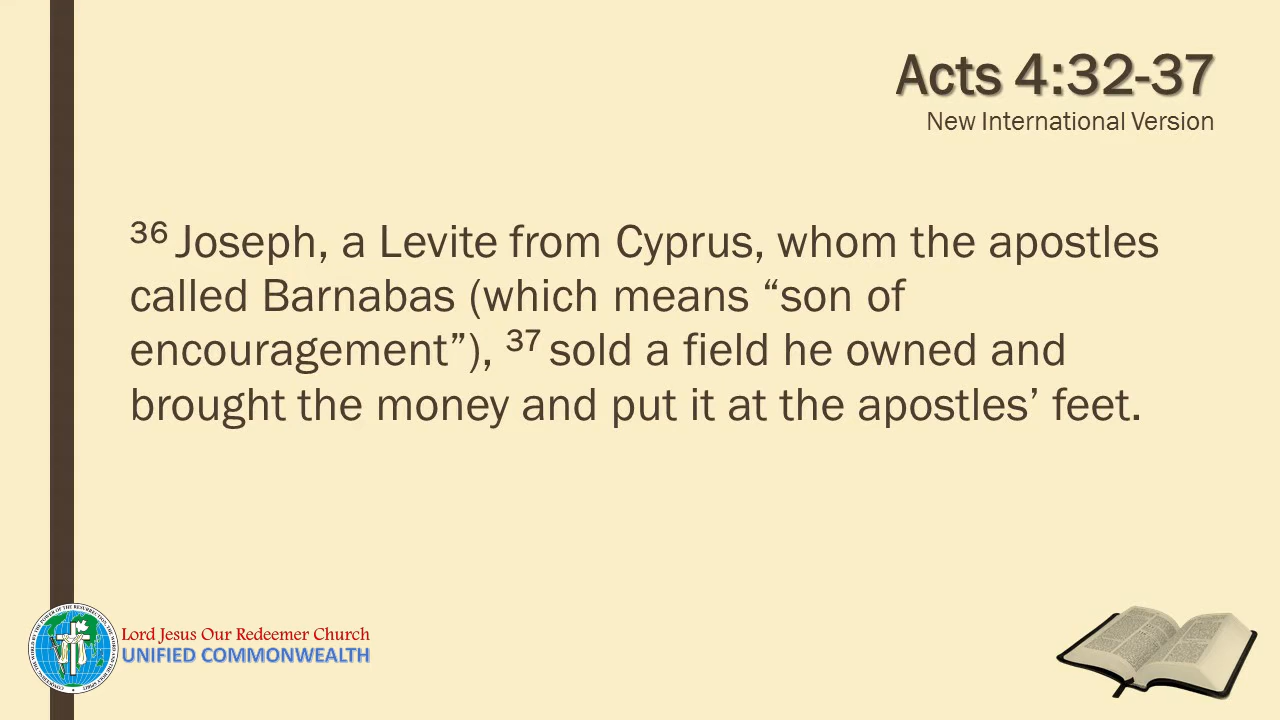 Acts 4:32-37
New International Version
36 Joseph, a Levite from Cyprus, whom the apostles
called Barnabas (which means “son of
encouragement”), 37 sold a field he owned and
brought the money and put it at the apostles’ feet.
Lord Jesus Our Redeemer Church
UNIFIED COMMONWEALTH